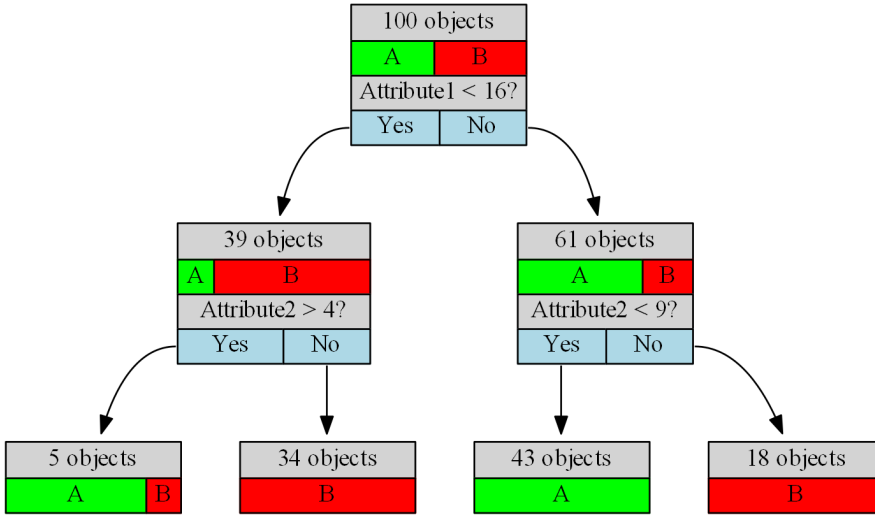 100 objects
A B
Attribute1 < 16?
Yes No
39 objects
A B
Attribute2 > 4?
Yes No
61 objects
A B
Attribute2 < 9?
Yes No
5 objects
A B
34 objects
B
43 objects
A
18 objects
B